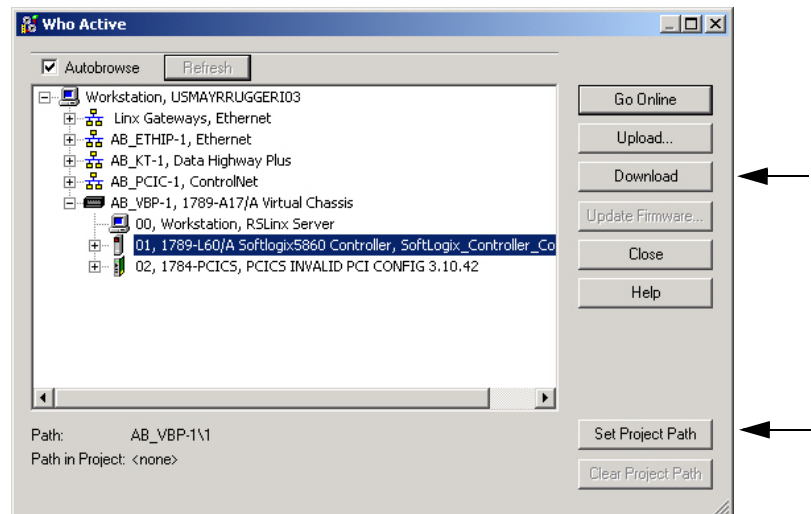 Who Active
Autobrowse
Refresh
Workstation, USMAYRRUGGERI03
Linx Gateways, Ethernet
AB_ETHIP-1, Ethernet
AB_KT-1, Data Highway Plus
AB_PCIC-1, ControlNet
AB_VBP-1, 1789-A17/A Virtual Chassis
00, Workstation, RSLinx Server
01, 1789-L60/A Softlogix5860 Controller, SoftLogix_Controller_Co
02, 1784-PCICS, PCICS INVALID PCI CONFIG 3.10.42
Go Online
Upload...
Download
Update Firmware...
Close
Help
Path: AB_VBP-1\1
Path in Project: <none>
Set Project Path
Clear Project Path